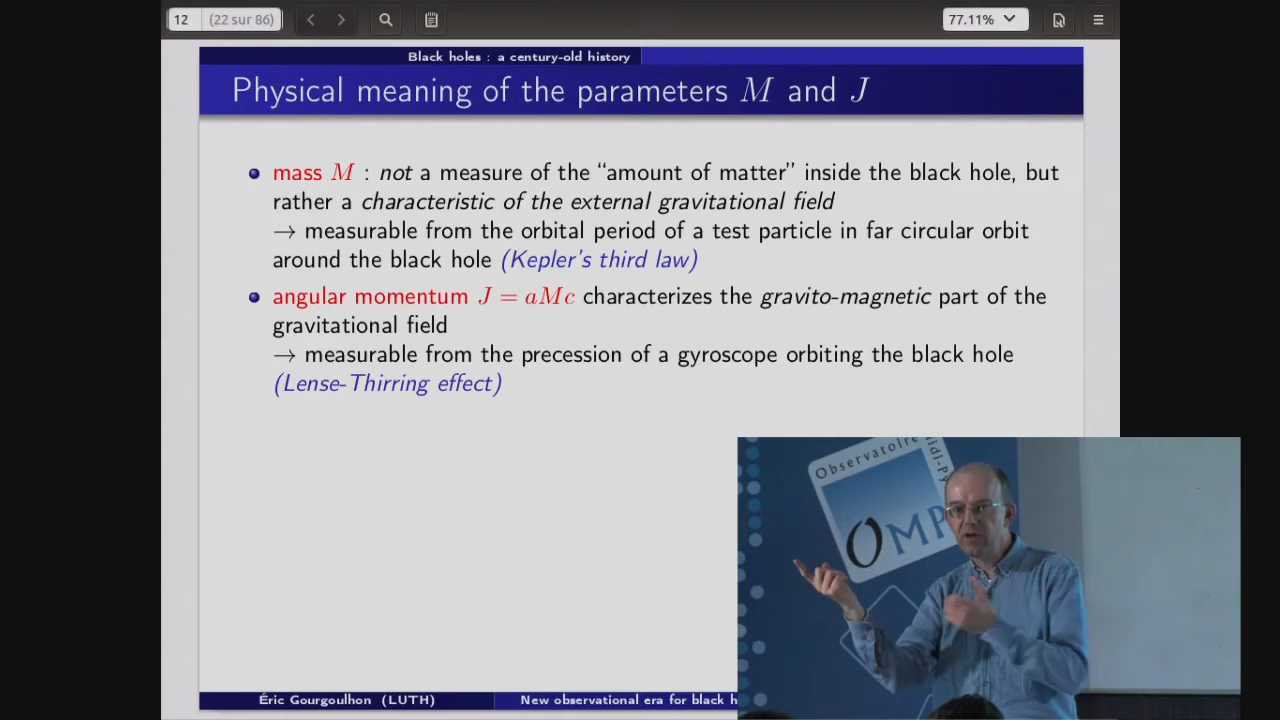 12 (22 sur 86)
77.11%
Black holes : a century-old history
Physical meaning of the parameters M and J
mass M : not a measure of the “amount of matter” inside the black hole, but
rather a characteristic of the external gravitational field
→ measurable from the orbital period of a test particle in far circular orbit
around the black hole (Kepler's third law)
angular momentum J = aMc characterizes the gravito-magnetic part of the
gravitational field
→ measurable from the precession of a gyroscope orbiting the black hole
(Lense-Thirring effect)
Observatoire
idi-Py
OMP
Éric Gourgoulhon (LUTH) New observational era for black h